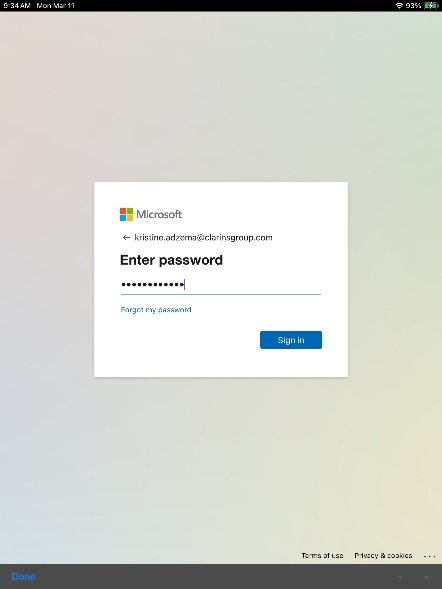 9:34 AM Mon Mar 11
93%
Microsoft
← kristine.adzema@clarinsgroup.com
Enter password
••••••••••••
Forgot my password
Sign in
Terms of use Privacy & cookies ...
Done